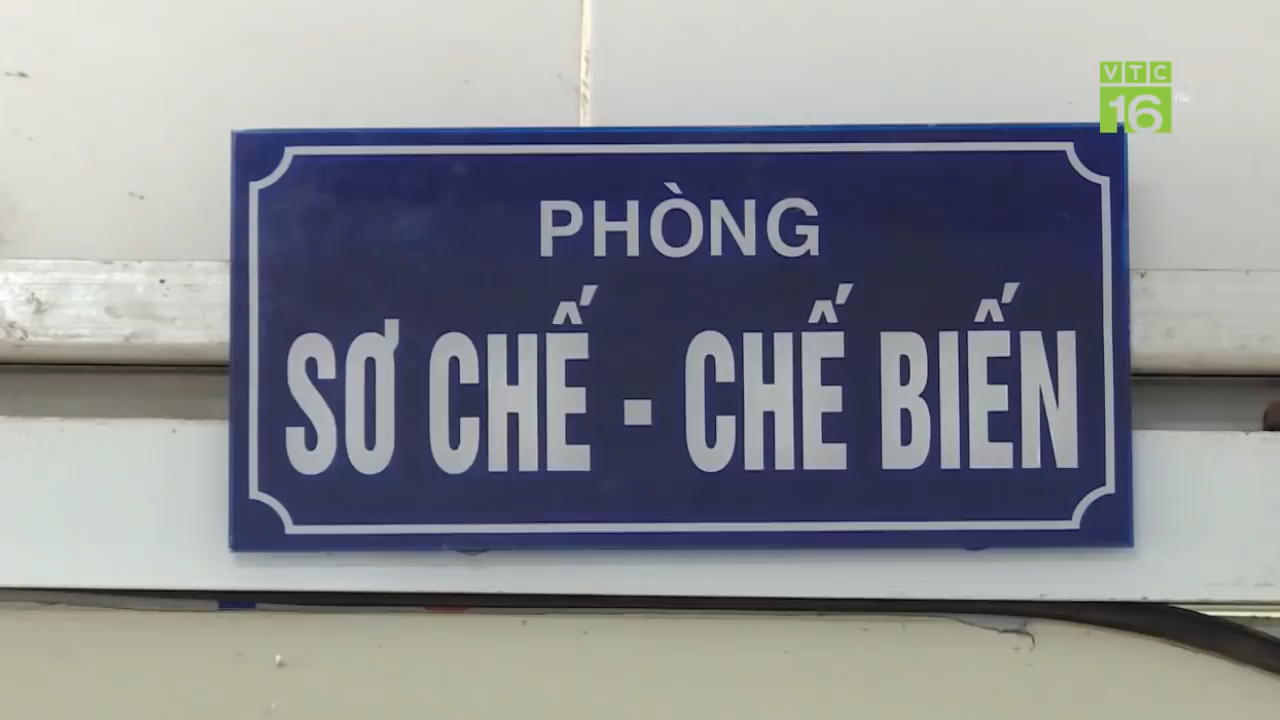 VTC
16
PHÒNG
SƠ CHẾ - CHẾ BIẾN